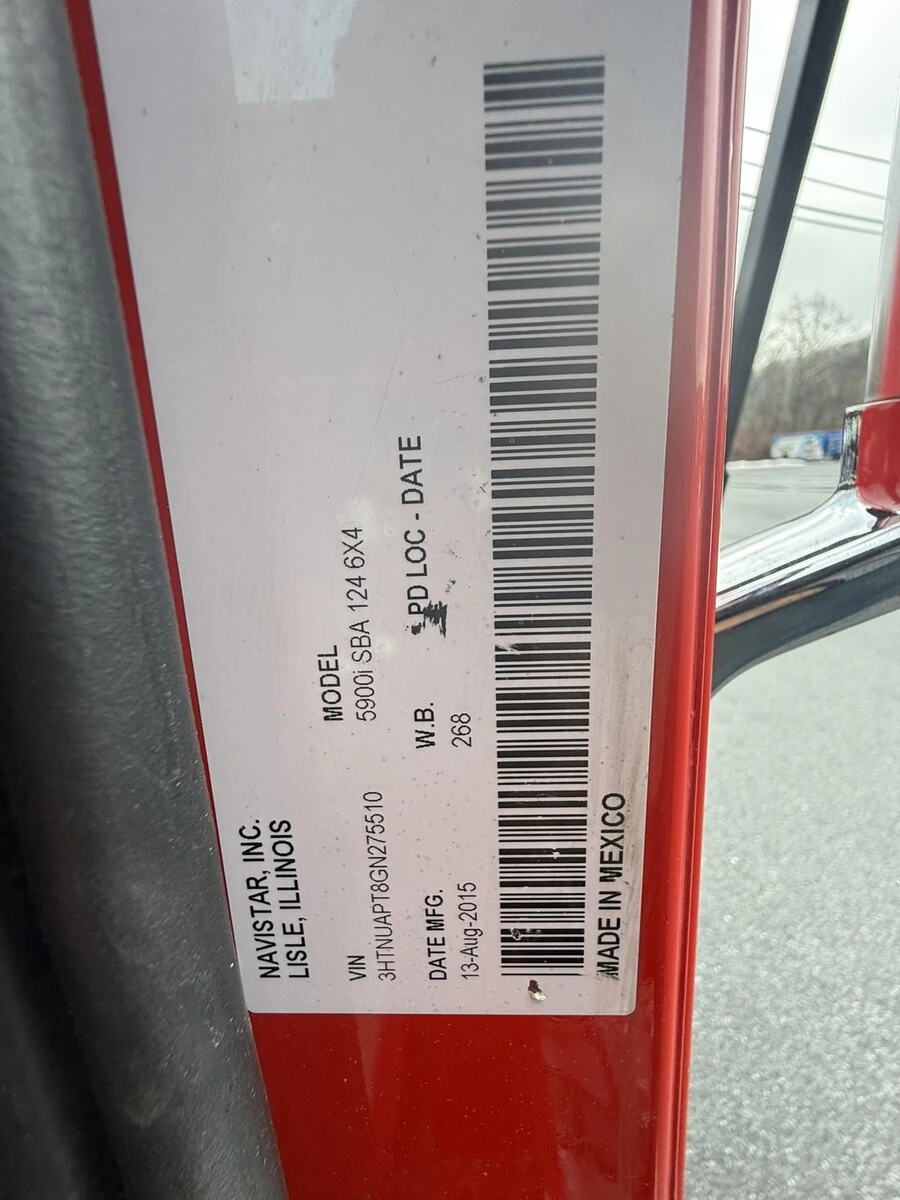 NAVISTAR, INC.
LISLE, ILLINOIS
MODEL
5900i SBA 124 6X4
VIN
3HTNUAPT8GN275510
W.B.
PD LOC - DATE
268
DATE MFG.
13-Aug-2015
MADE IN MEXICO